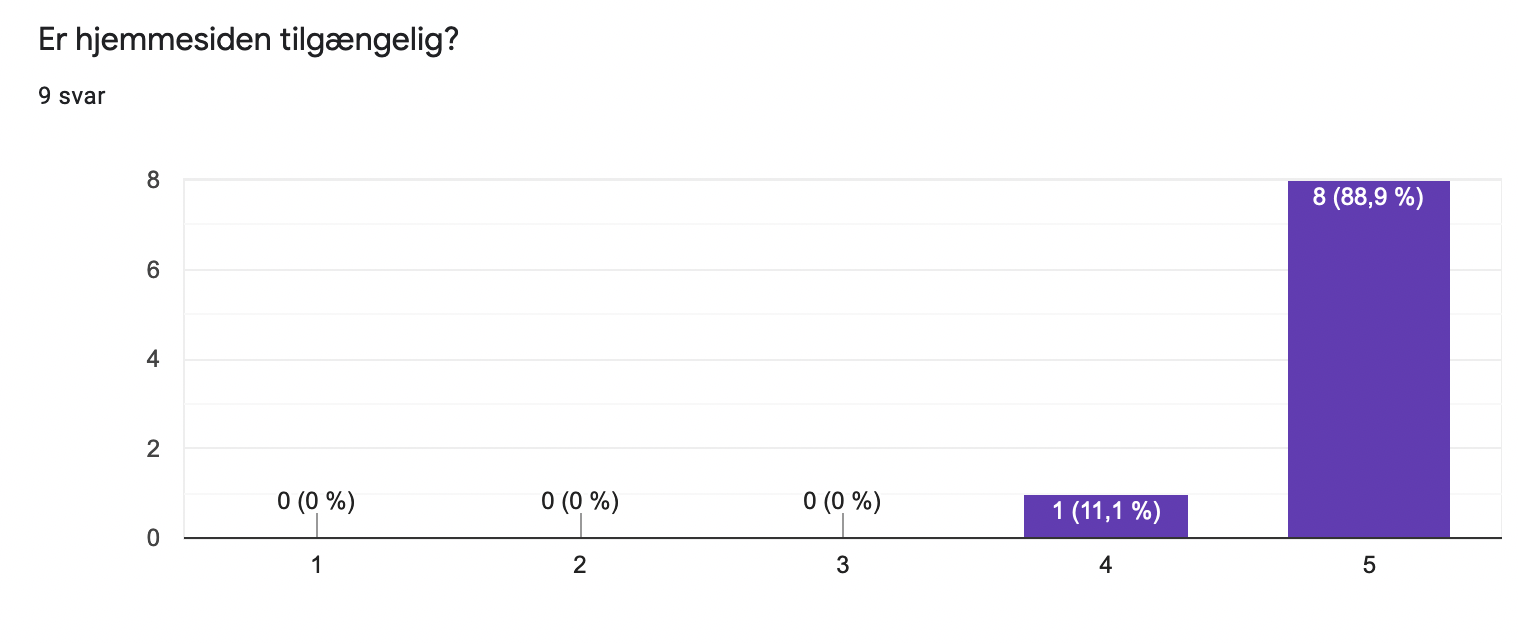 Er hjemmesiden tilgængelig?
9 svar
8
6
4
2
0
0 (0 %)
0 (0 %)
0 (0 %)
1 (11,1 %)
8 (88,9 %)
1
2
3
4
5